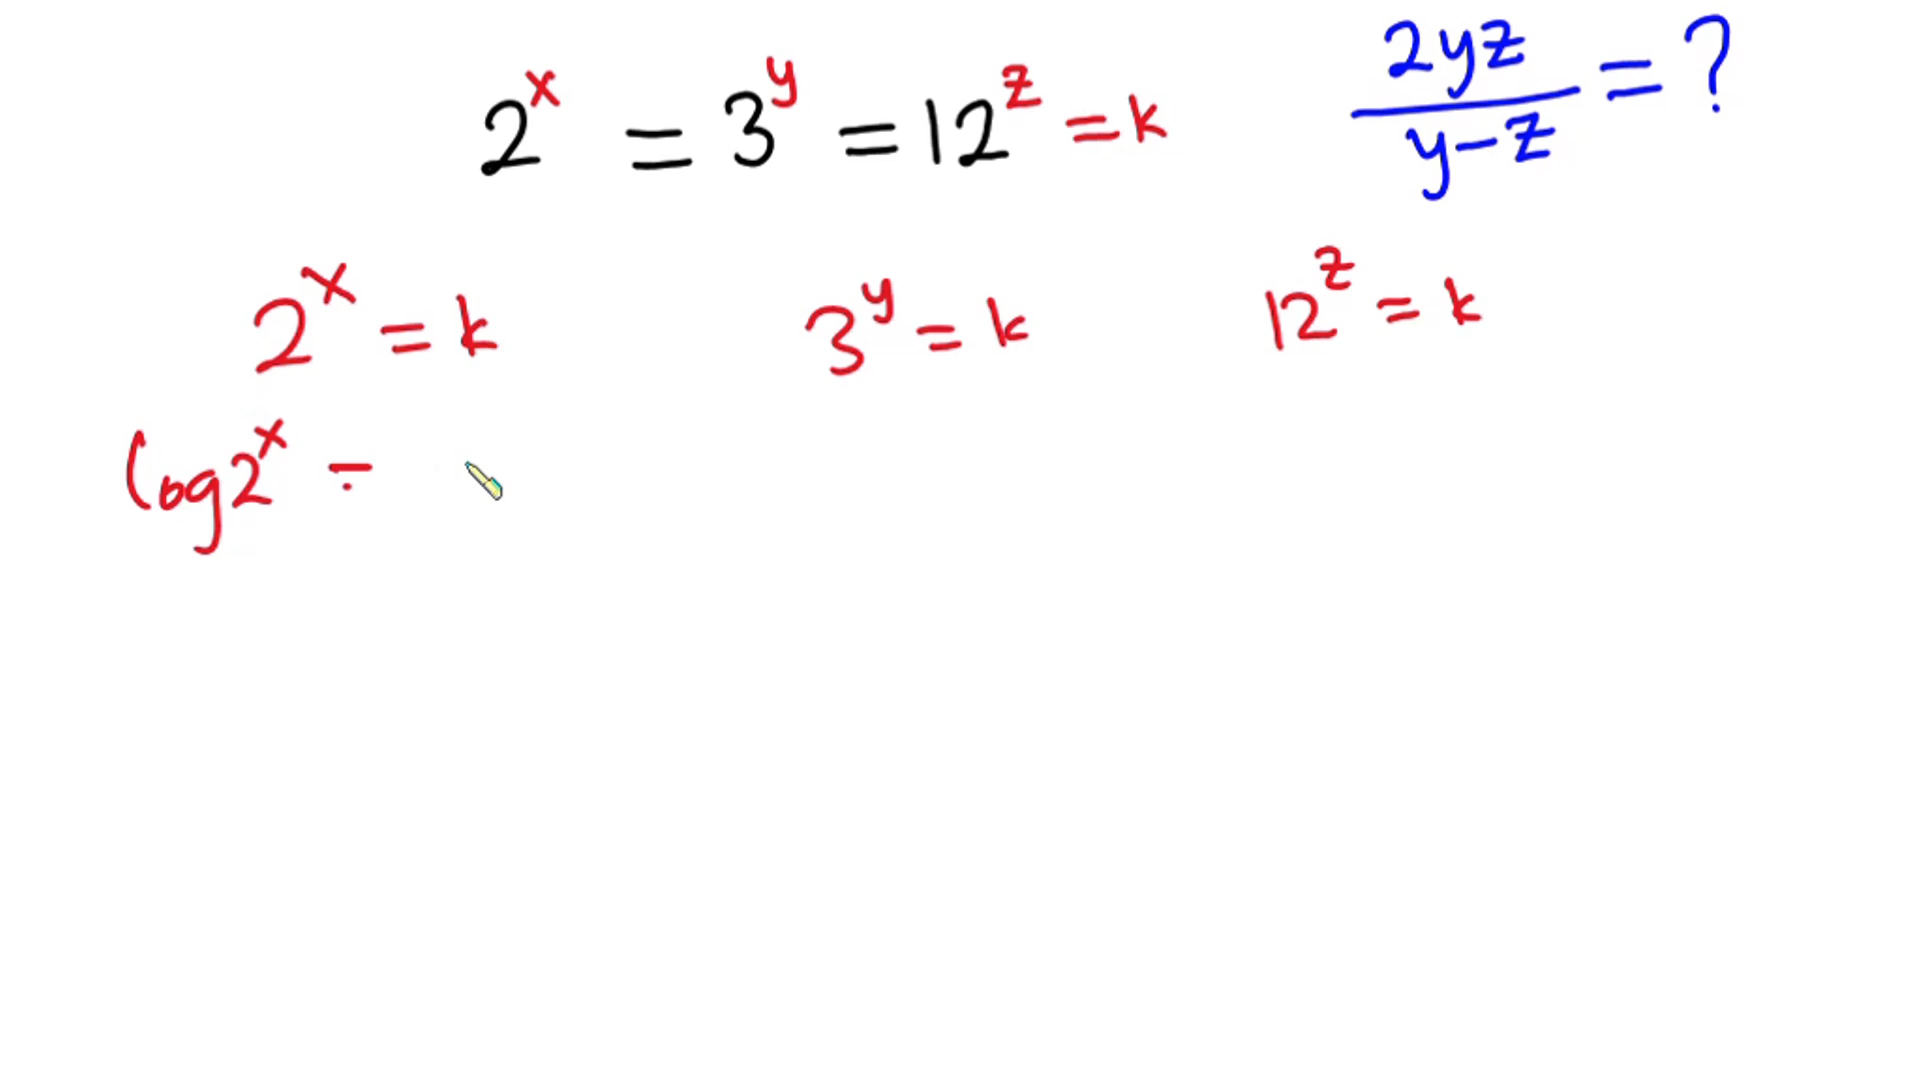 2^x = 3^y = 12^z = k
2yz/y-z = ?
2^x = k 3^y = k 12^z = k
log2^x =